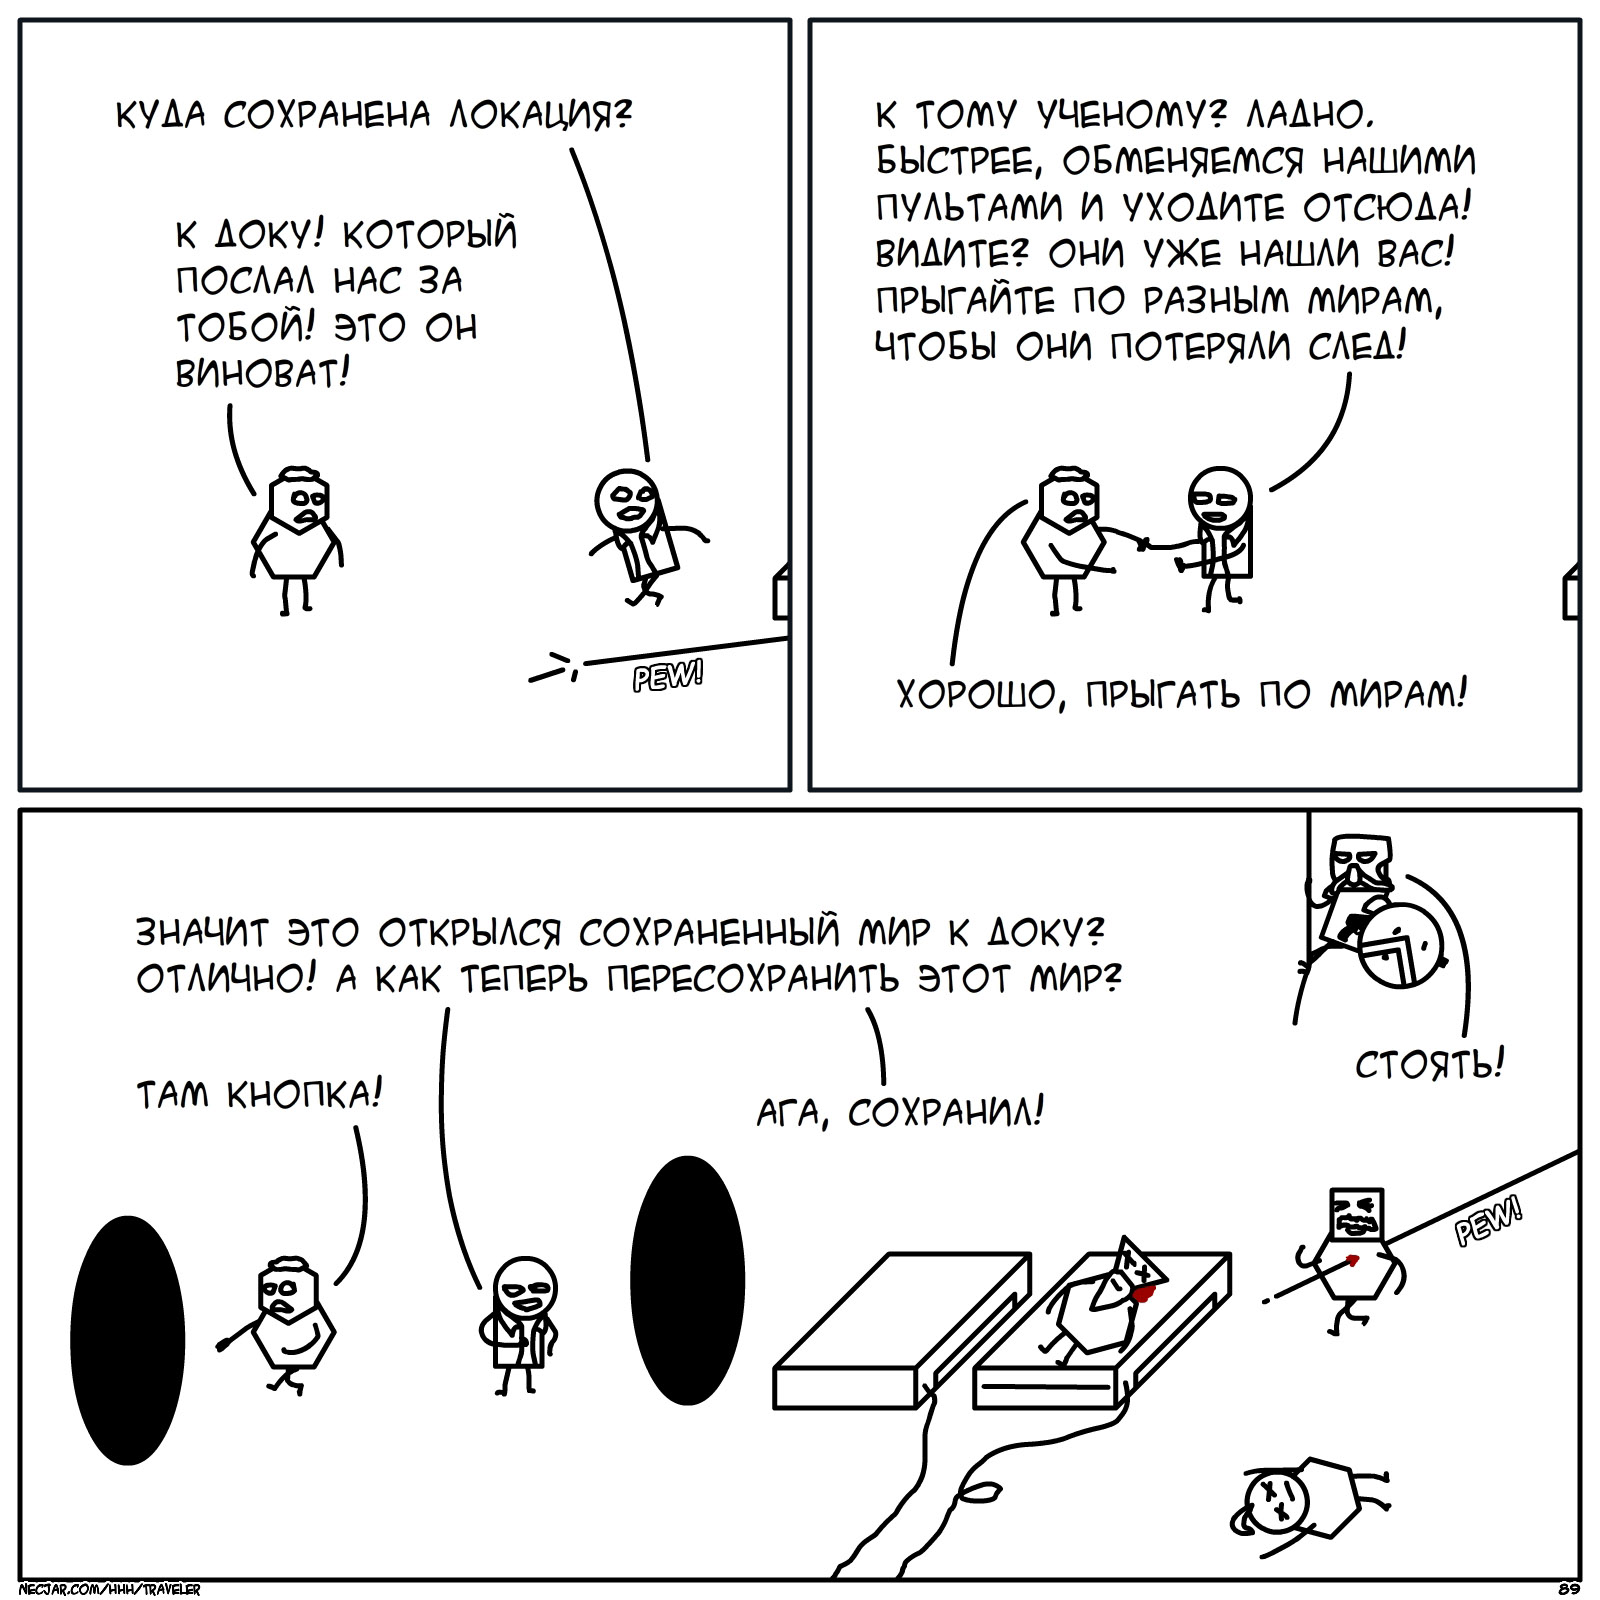 КУДА СОХРАНЕНА ЛОКАЦИЯ?
К ДОКУ! КОТОРЫЙ
ПОСЛАЛ НАС ЗА
ТОБОЙ! ЭТО ОН
ВИНОВАТ!
PEW!
К ТОМУ УЧЕНОМУ? ЛАДНО.
БЫСТРЕЕ, ОБМЕНЯЕМСЯ НАШИМИ
ПУЛЬТАМИ И УХОДИТЕ ОТСЮДА!
ВИДИТЕ? ОНИ УЖЕ НАШЛИ ВАС!
ПРЫГАЙТЕ ПО РАЗНЫМ МИРАМ,
ЧТОБЫ ОНИ ПОТЕРЯЛИ СЛЕД!
ХОРОШО, ПРЫГАТЬ ПО МИРАМ!
ЗНАЧИТ ЭТО ОТКРЫЛСЯ СОХРАНЕННЫЙ МИР К ДОКУ?
ОТЛИЧНО! А КАК ТЕПЕРЬ ПЕРЕСОХРАНИТЬ ЭТОТ МИР?
ТАМ КНОПКА!
АГА, СОХРАНИЛ!
СТОЯТЬ!
PEW!
NECJAR.COM/HHH/TRAVELER
89